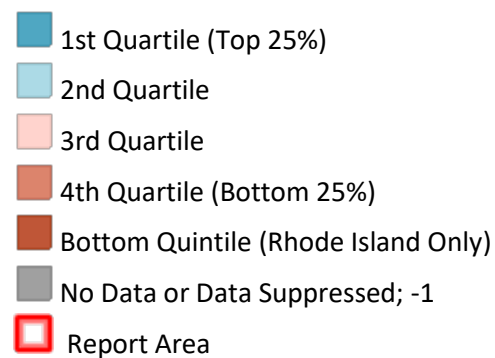 1st Quartile (Top 25%)
2nd Quartile
3rd Quartile
4th Quartile (Bottom 25%)
Bottom Quintile (Rhode Island Only)
No Data or Data Suppressed; -1
Report Area